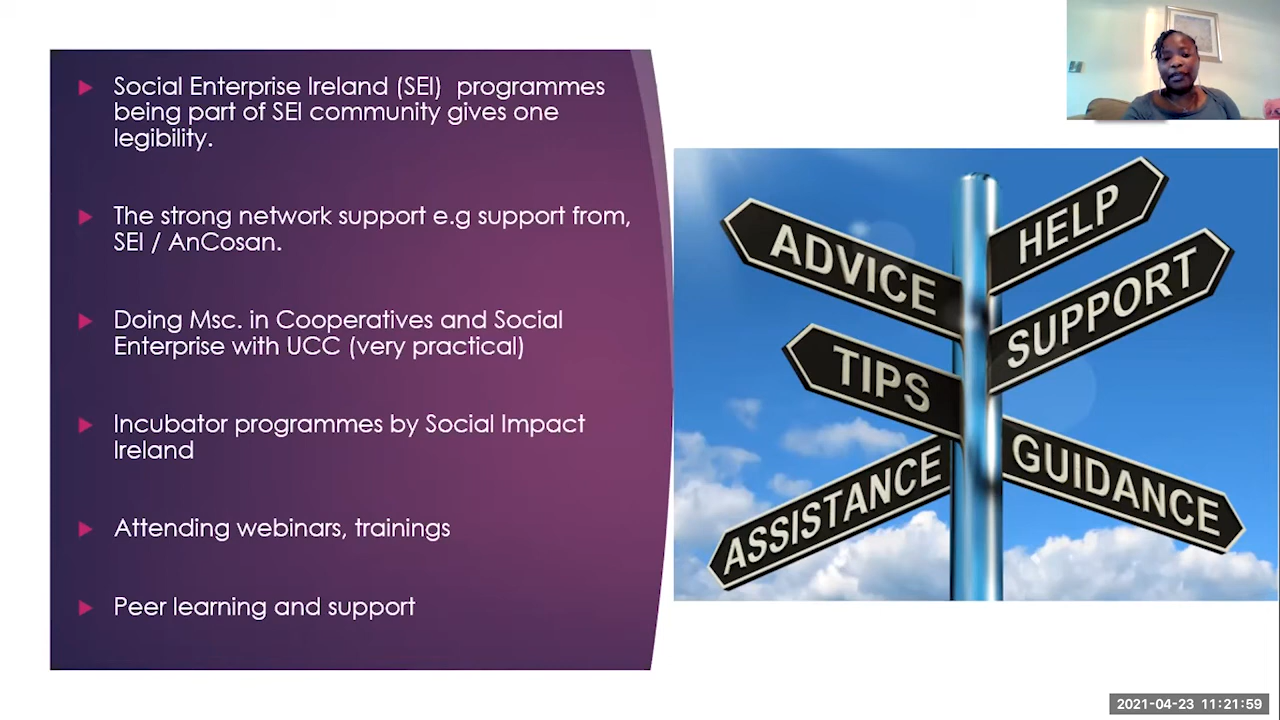 Social Enterprise Ireland (SEI)  programmes
being part of SEI community gives one
legibility.
The strong network support e.g support from,
SEI / AnCosan.
Doing Msc. in Cooperatives and Social
Enterprise with UCC (very practical)
Incubator programmes by Social Impact
Ireland
Attending webinars, trainings
Peer learning and support
HELP
ADVICE
SUPPORT
TIPS
GUIDANCE
ASSISTANCE
2021-04-23 11:21:59